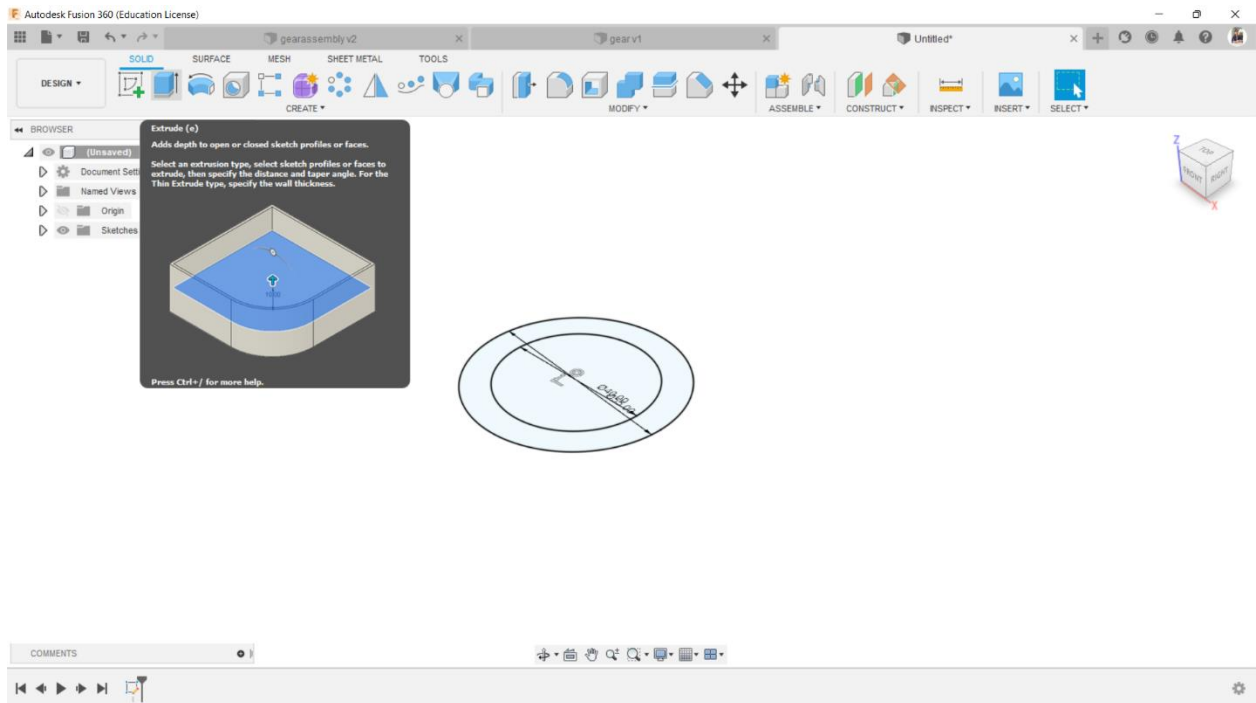 Autodesk Fusion 360 (Education License)
gearassembly v2
gear v1
Untitled*
SOLID SURFACE MESH SHEET METAL TOOLS
DESIGN
CREATE MODIFY ASSEMBLE CONSTRUCT INSPECT INSERT SELECT
BROWSER
(Unsaved)
Document Setti
Named Views
Origin
Sketches
Extrude (e)
Adds depth to open or closed sketch profiles or faces.
Select an extrusion type, select sketch profiles or faces to
extrude, then specify the distance and taper angle. For the
Thin Extrude type, specify the wall thickness.
Press Ctrl+/ for more help.
Z
TOP
FRONT
RIGHT
X
COMMENTS